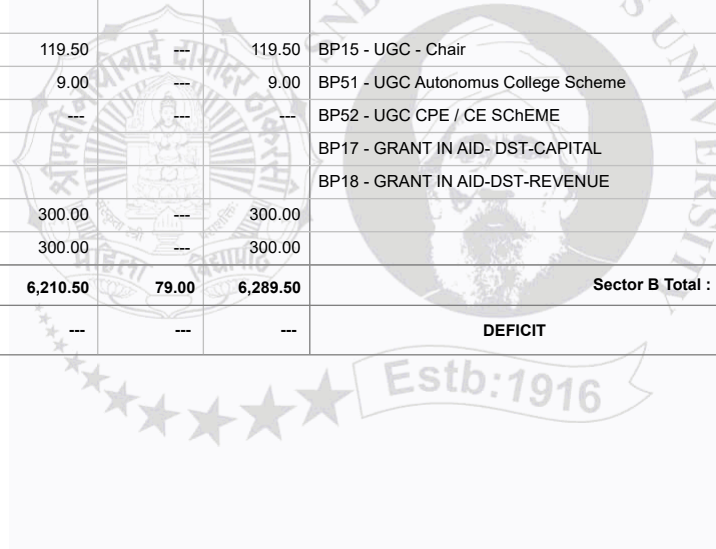 119.50 --- 119.50 BP15 - UGC - Chair
9.00 --- 9.00 BP51 - UGC Autonomus College Scheme
--- --- --- BP52 - UGC CPE / CE SChEME
BP17 - GRANT IN AID- DST-CAPITAL
BP18 - GRANT IN AID-DST-REVENUE
300.00 --- 300.00
300.00 --- 300.00
6,210.50 79.00 6,289.50 Sector B Total :
--- --- --- DEFICIT
Estb:1916